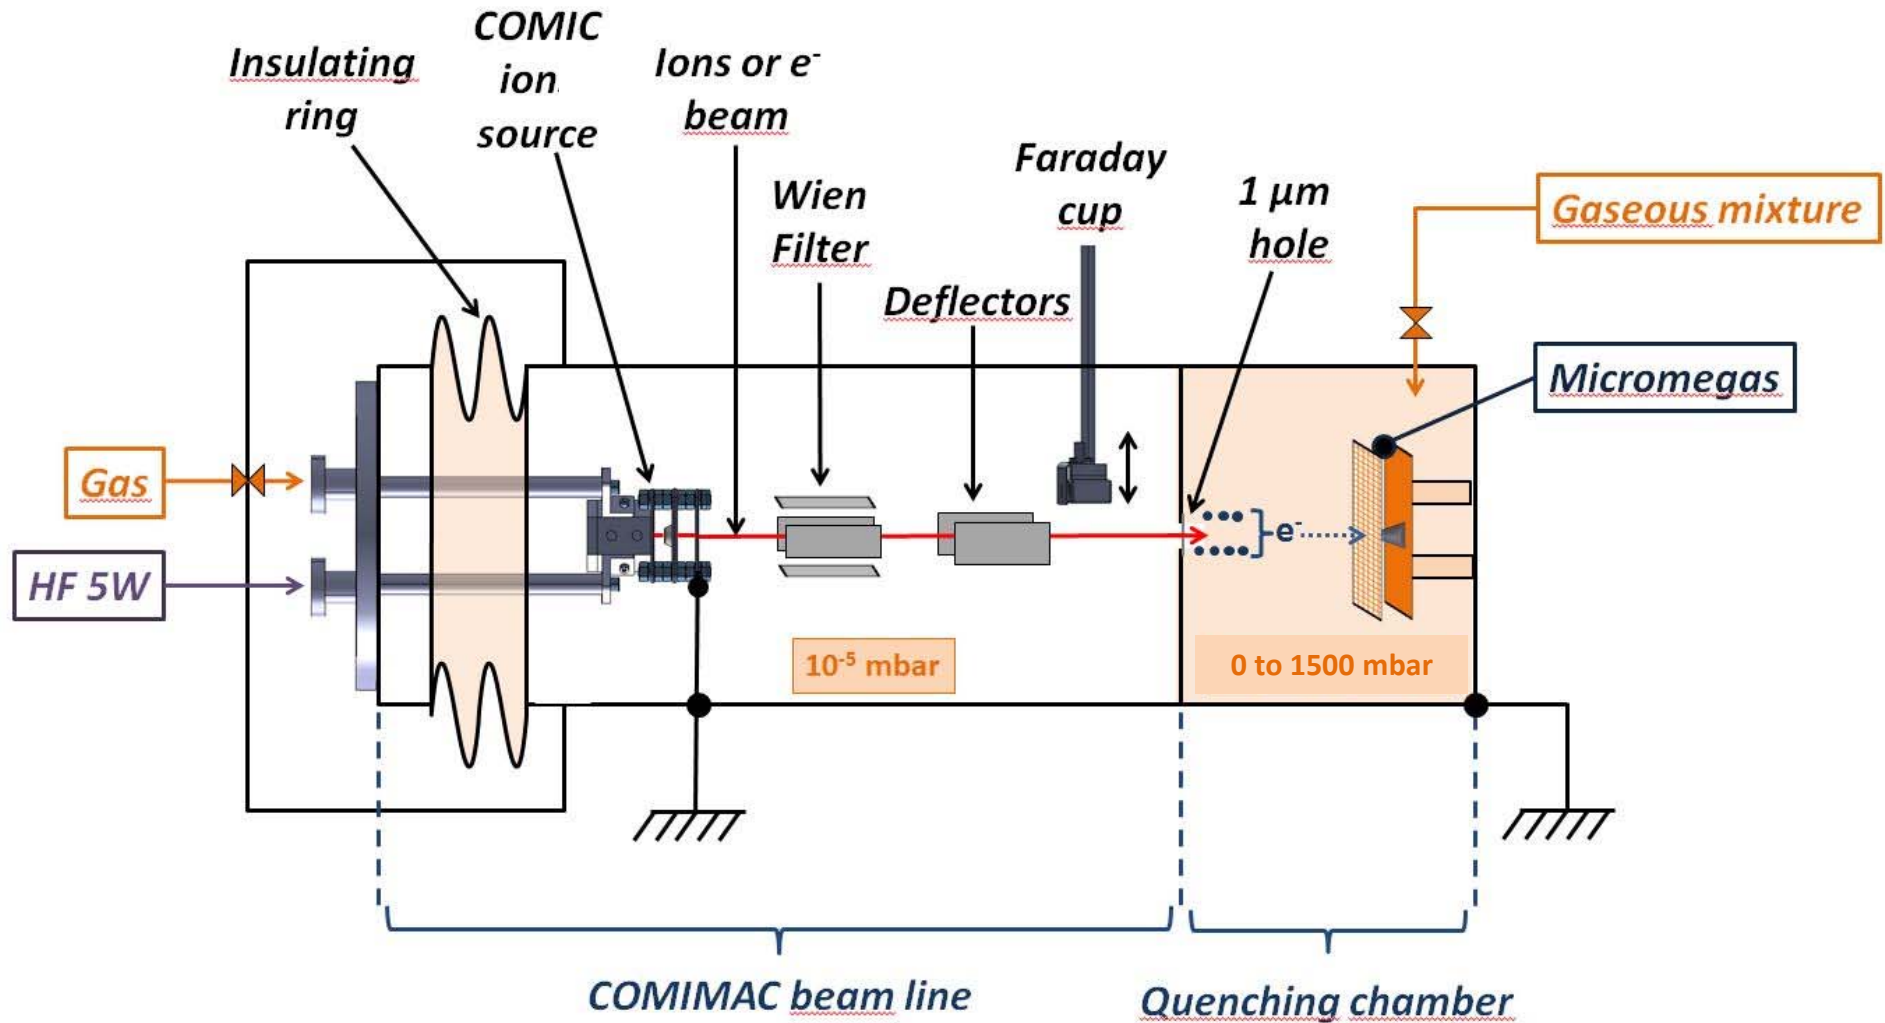 COMIC
ion
source
Insulating
ring
Ions or e-
beam
Wien
Filter
Faraday
cup
1 μm
hole
Deflectors
Gaseous mixture
Micromegas
Gas
HF 5W
e-
10-5 mbar
0 to 1500 mbar
COMIMAC beam line
Quenching chamber